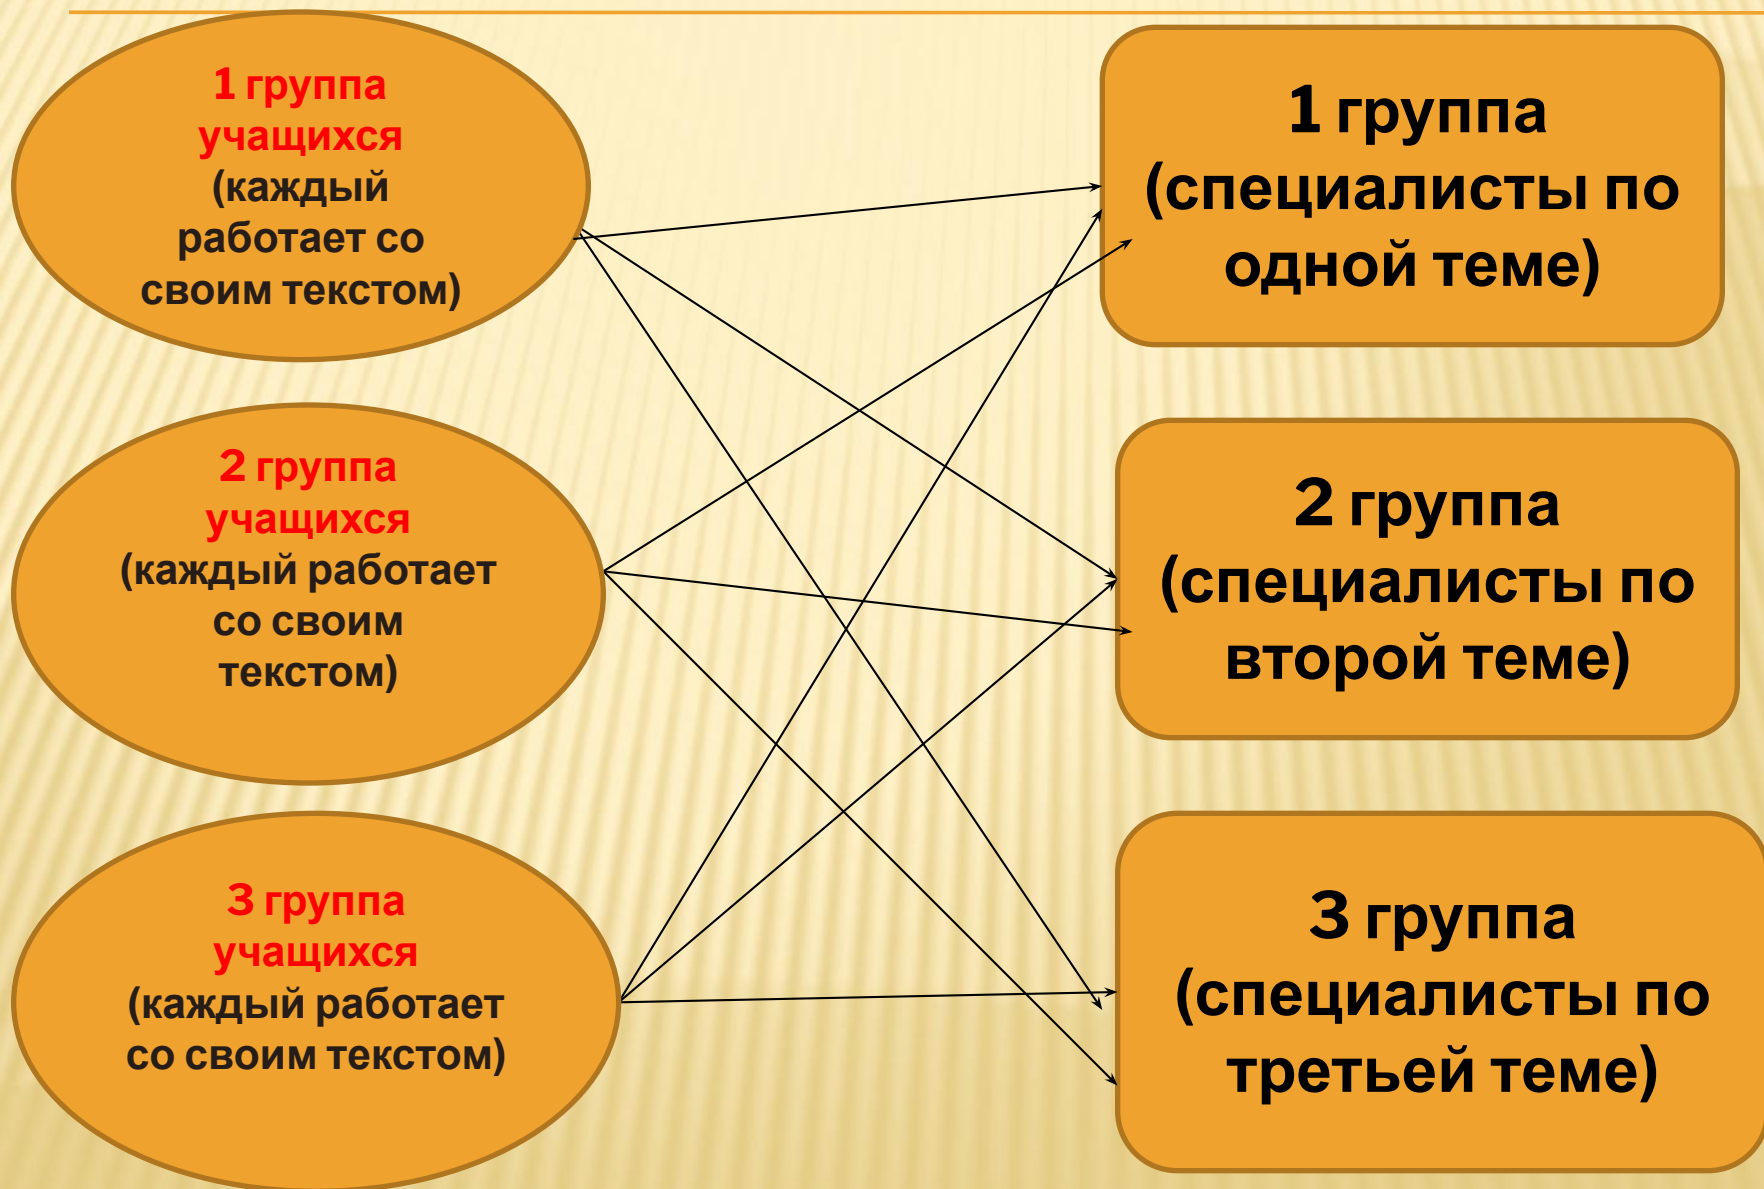 1 группа
учащихся
(каждый
работает со
своим текстом)
1 группа
(специалисты по
одной теме)
2 группа
учащихся
(каждый работает
со своим
текстом)
2 группа
(специалисты по
второй теме)
3 группа
учащихся
(каждый работает
со своим текстом)
3 группа
(специалисты по
третьей теме)